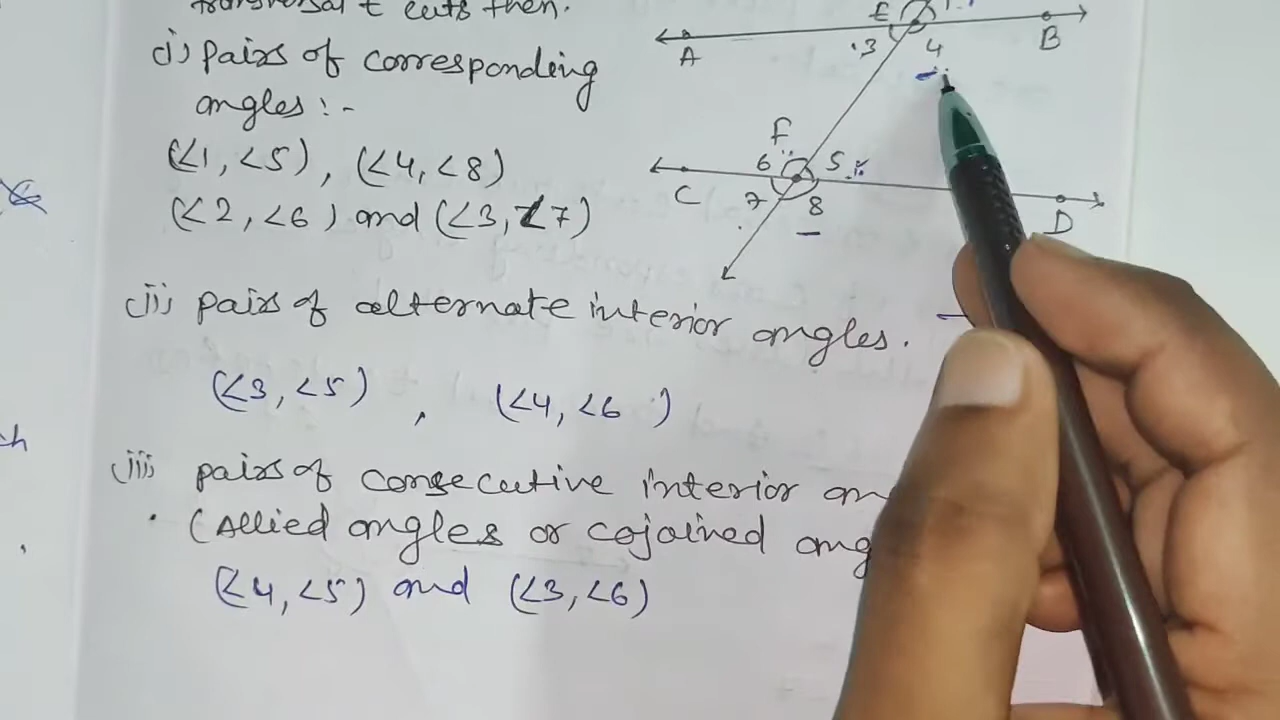 t cuts then.
(i) pairs of corresponding
angles :-
(<1, <5), (<4, <8)
(<2, <6) and (<3, <7)
(ii) pairs of alternate interior angles.
(<3, <5) , (<4, <6)
(iii) pairs of consecutive interior
(Allied angles or cojoined
(<4, <5) and (<3, <6)
E
A
3
4
B
F
6
5
C
7
8
D